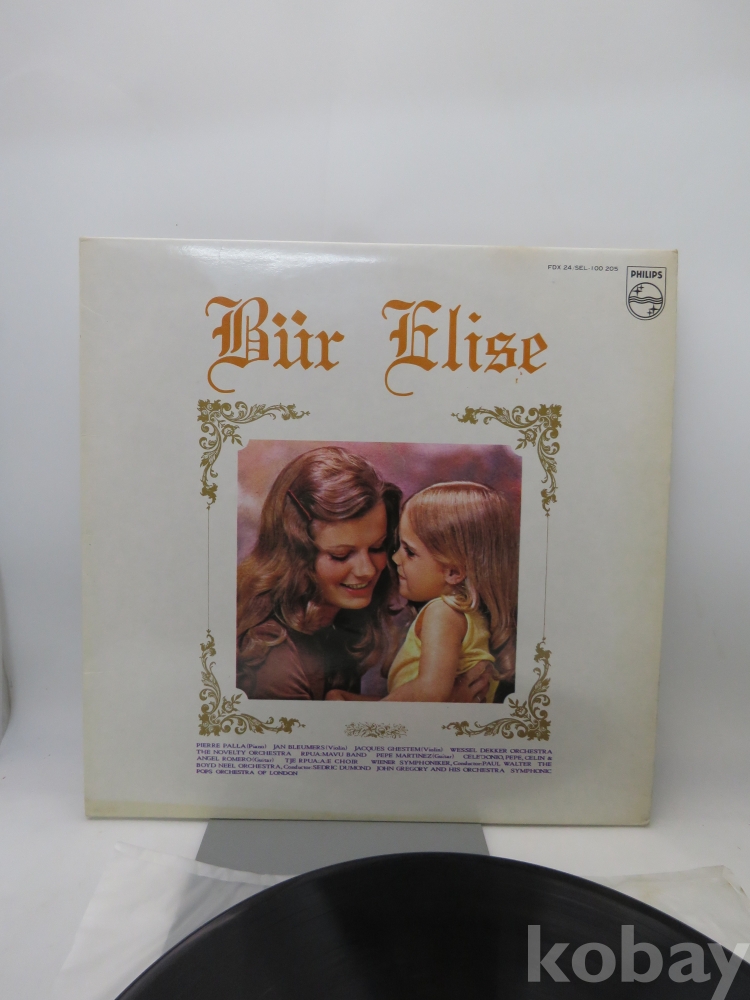 FDX 24/SEL-100 205
PHILIPS
Bür Elise
PIERRE PALLA(Piano) JAN BLEUMERS(Violin) JACQUES GHESTEM(Violin) WESSEL DEKKER ORCHESTRA
THE NOVELTY ORCHESTRA RPUA:MAVU BAND PEPE MARTINEZ(Guitar) CELEDONIO, PEPE, CELIN &
ANGEL ROMERO(Guitar) TJE RPUA:A;E CHOIR WIENER SYMPHONIKER, Conductor:PAUL WALTER THE
BOYD NEEL ORCHESTRA, Conductor:SEDRIC DUMOND JOHN GREGORY AND HIS ORCHESTRA SYMPHONIC
POPS ORCHESTRA OF LONDON
kobay